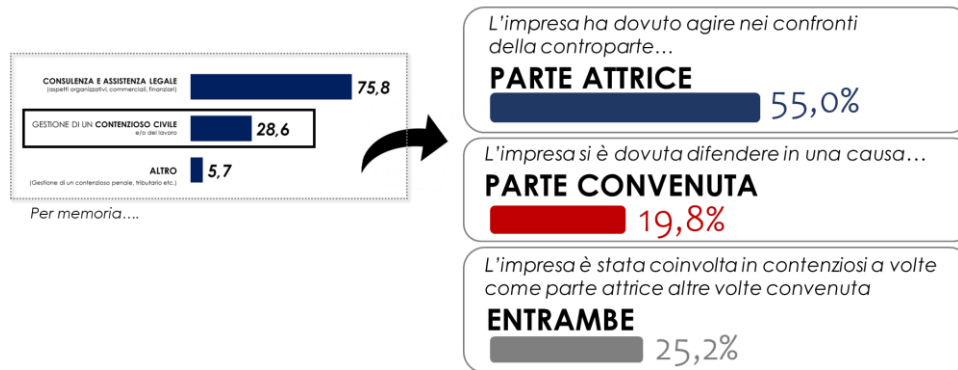 CONSULENZA E ASSISTENZA LEGALE
(aspetti organizzativi, commerciali, finanziari)
75,8
GESTIONE DI UN CONTENZIOSO CIVILE
e/o del lavoro
28,6
ALTRO
(Gestione di un contenzioso penale, tributario etc.)
5,7
Per memoria....
L'impresa ha dovuto agire nei confronti
della controparte...
PARTE ATTRICE
55,0%
L'impresa si è dovuta difendere in una causa...
PARTE CONVENUTA
19,8%
L'impresa è stata coinvolta in contenziosi a volte
come parte attrice altre volte convenuta
ENTRAMBE
25,2%